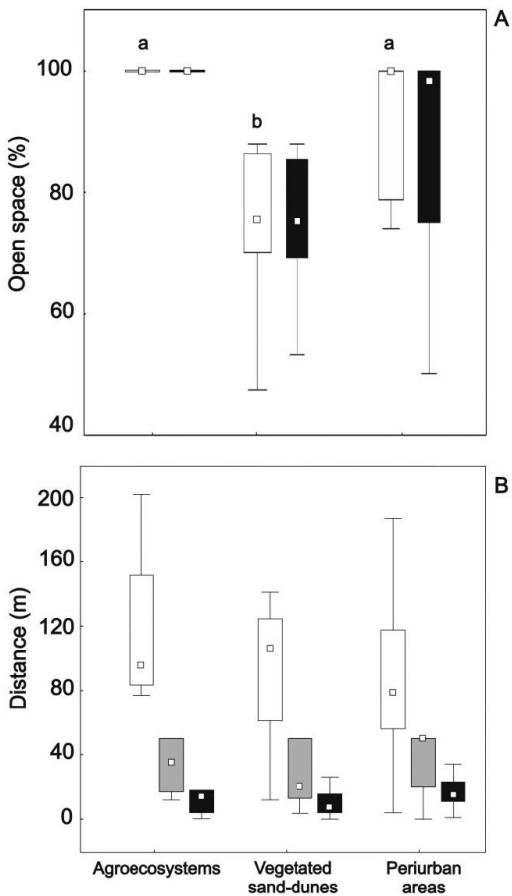 A
a
a
100
b
80
60
40
Open space (%)
B
200
160
120
80
40
0
Distance (m)
Agroecosystems
Vegetated
sand-dunes
Periurban
areas